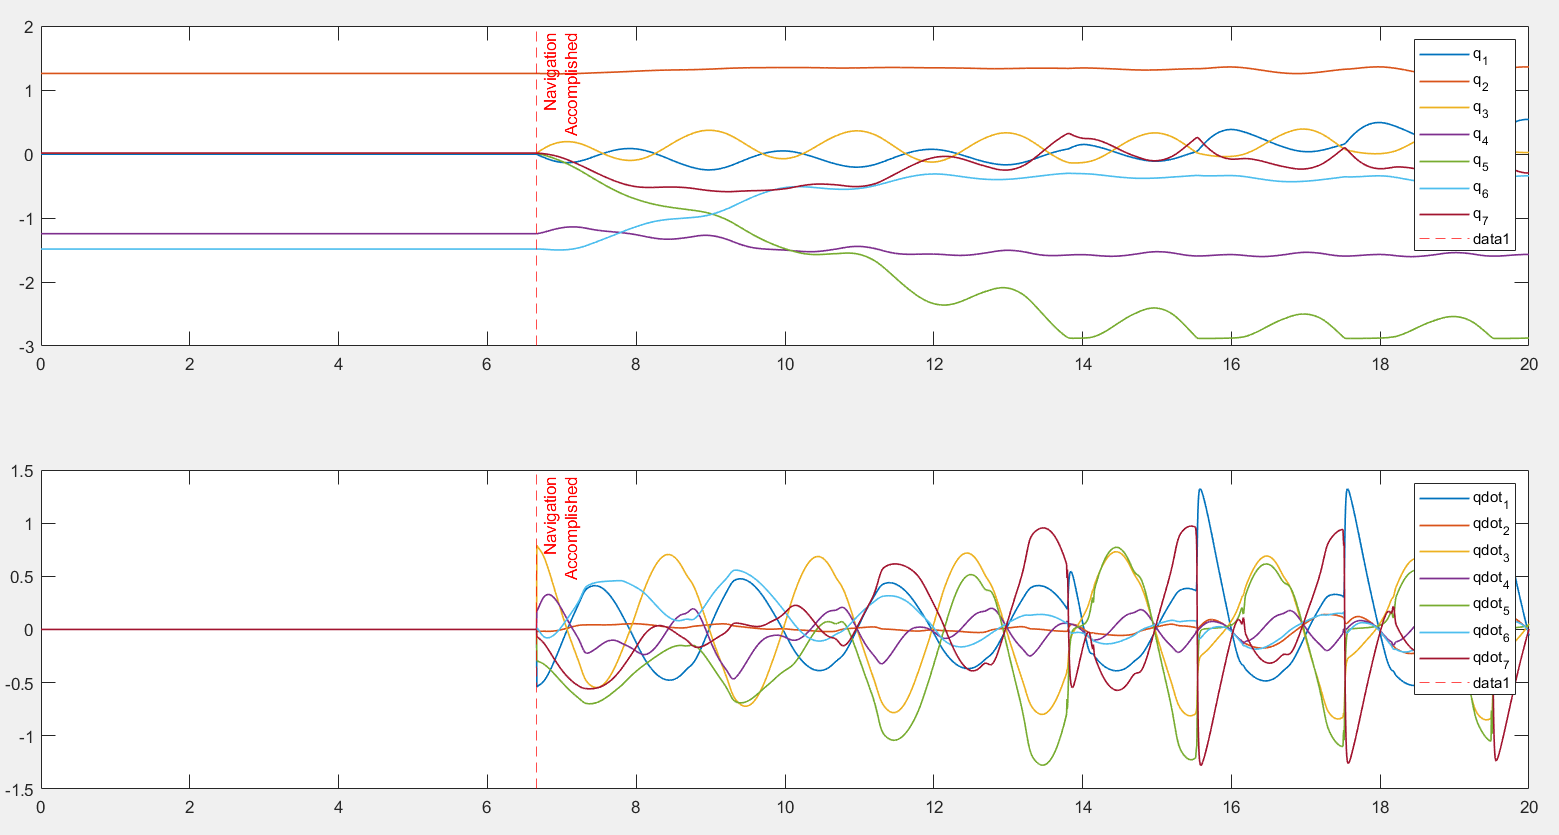 2
1
0
-1
-2
-3
0 2 4 6 8 10 12 14 16 18 20
Navigation
Accomplished
q1
q2
q3
q4
q5
q6
q7
data1
1.5
1
0.5
0
-0.5
-1
-1.5
0 2 4 6 8 10 12 14 16 18 20
Navigation
Accomplished
qdot1
qdot2
qdot3
qdot4
qdot5
qdot6
qdot7
data1